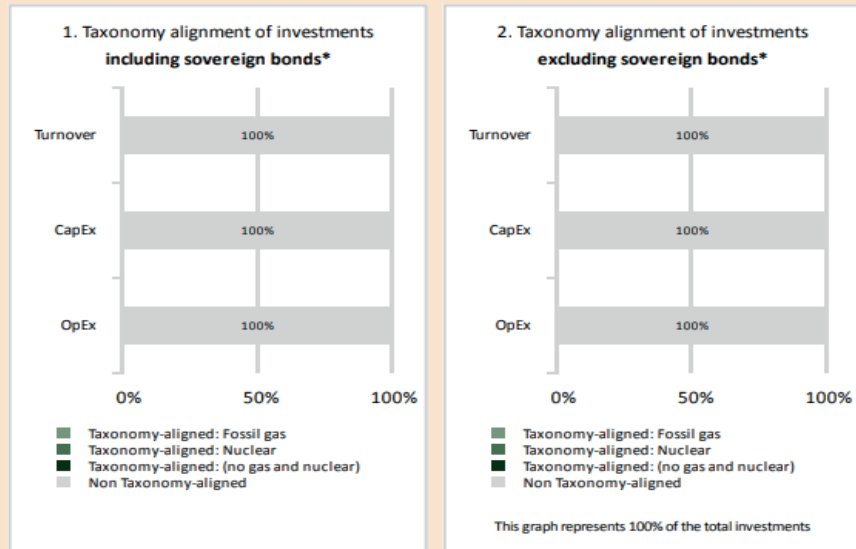 1. Taxonomy alignment of investments
including sovereign bonds*
Turnover
100%
CapEx
100%
OpEx
100%
0%
50%
100%
Taxonomy-aligned: Fossil gas
Taxonomy-aligned: Nuclear
Taxonomy-aligned: (no gas and nuclear)
Non Taxonomy-aligned
2. Taxonomy alignment of investments
excluding sovereign bonds*
Turnover
100%
CapEx
100%
OpEx
100%
0%
50%
100%
Taxonomy-aligned: Fossil gas
Taxonomy-aligned: Nuclear
Taxonomy-aligned: (no gas and nuclear)
Non Taxonomy-aligned
This graph represents 100% of the total investments